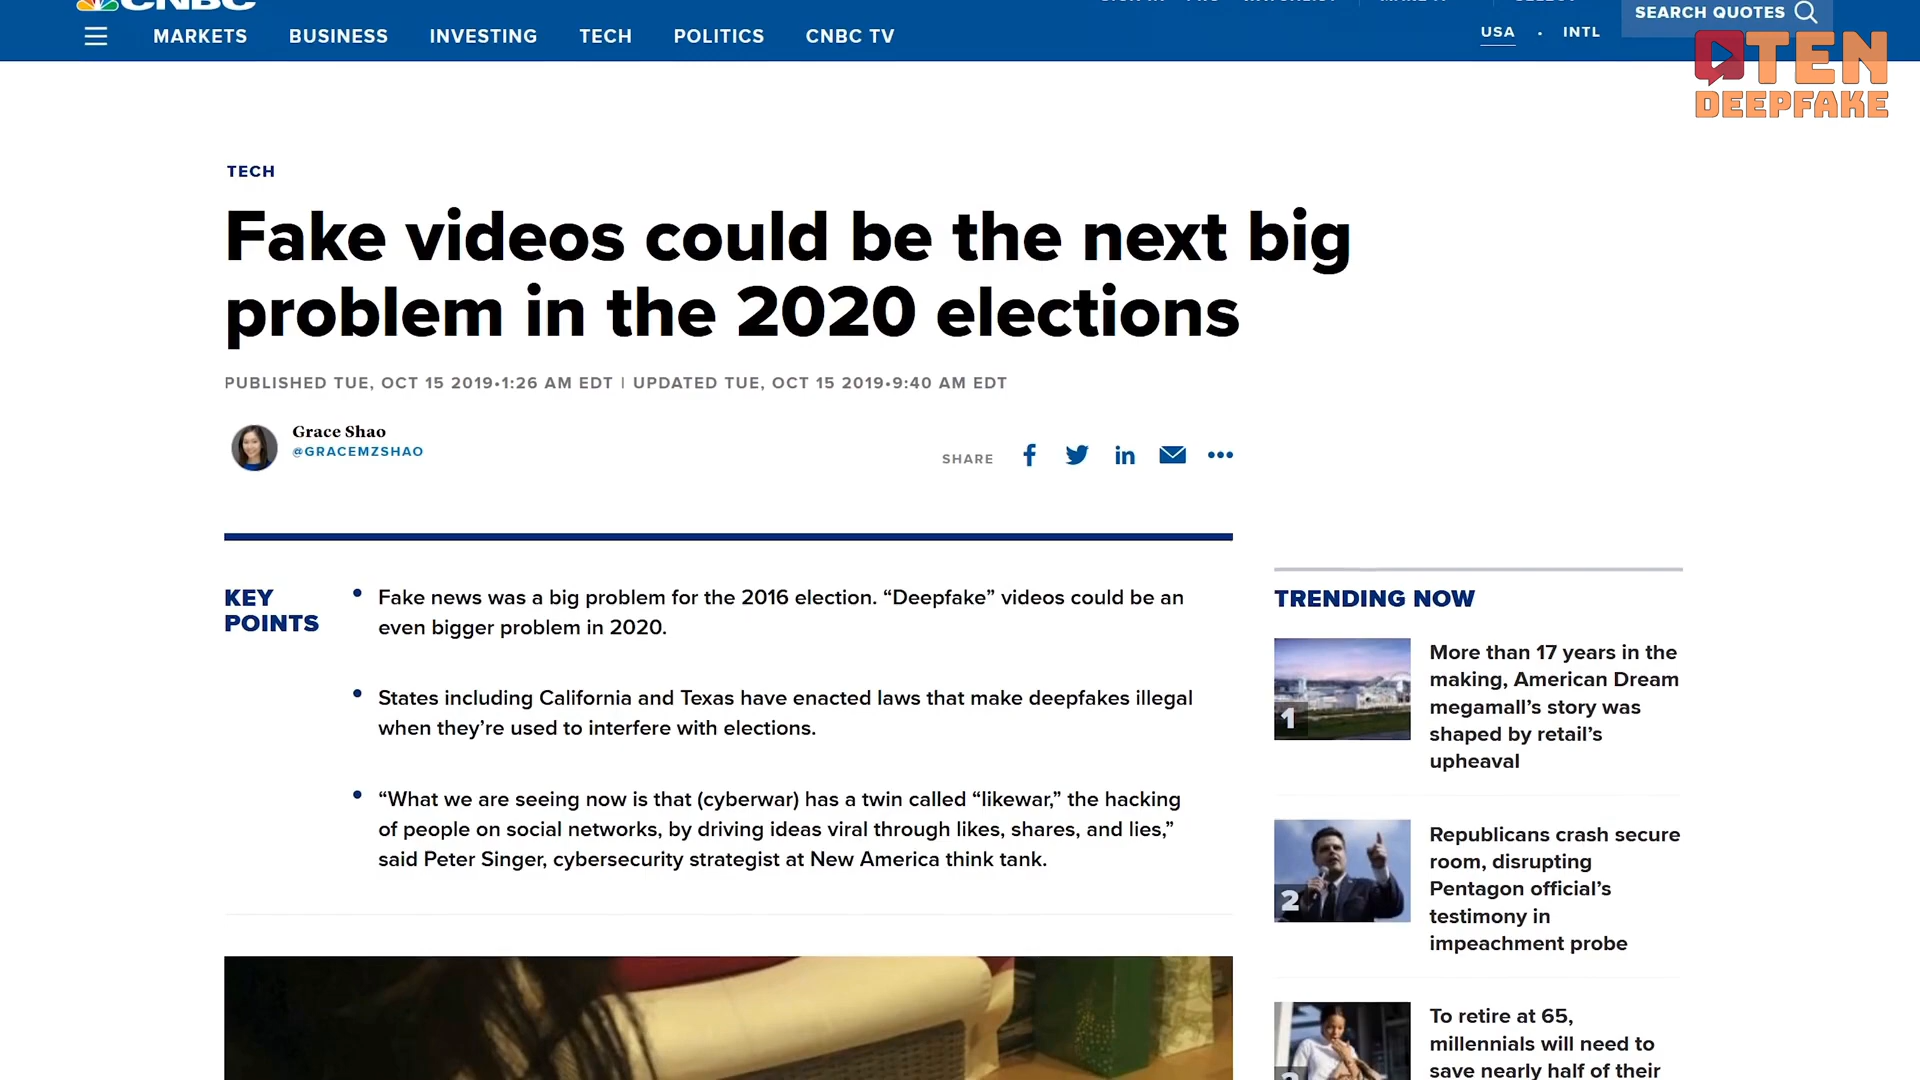 CNBC
SEARCH QUOTES
MARKETS BUSINESS INVESTING TECH POLITICS CNBC TV
USA · INTL
TEN
DEEPFAKE
TECH
Fake videos could be the next big
problem in the 2020 elections
PUBLISHED TUE, OCT 15 2019•1:26 AM EDT | UPDATED TUE, OCT 15 2019•9:40 AM EDT
Grace Shao
@GRACEMZSHAO
SHARE
KEY
POINTS
• Fake news was a big problem for the 2016 election. “Deepfake” videos could be an
even bigger problem in 2020.
• States including California and Texas have enacted laws that make deepfakes illegal
when they’re used to interfere with elections.
• “What we are seeing now is that (cyberwar) has a twin called “likewar,” the hacking
of people on social networks, by driving ideas viral through likes, shares, and lies,”
said Peter Singer, cybersecurity strategist at New America think tank.
TRENDING NOW
1
More than 17 years in the
making, American Dream
megamall’s story was
shaped by retail’s
upheaval
2
Republicans crash secure
room, disrupting
Pentagon official’s
testimony in
impeachment probe
To retire at 65,
millennials will need to
save nearly half of their